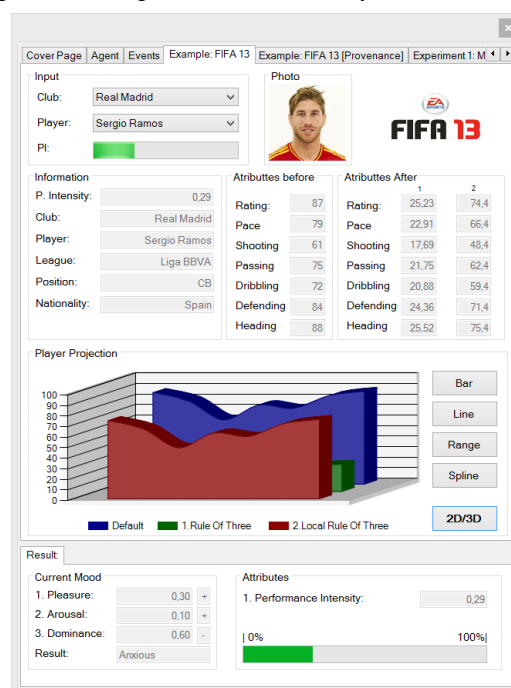 x
Cover Page Agent Events Example: FIFA 13 Example: FIFA 13 [Provenance] Experiment 1: M
Input
Club: Real Madrid
Player: Sergio Ramos
PI:
Photo
EA
SPORTS
FIFA 13
Information
P. Intensity: 0,29
Club: Real Madrid
Player: Sergio Ramos
League: Liga BBVA
Position: CB
Nationality: Spain
Atributtes before
Rating: 87
Pace 79
Shooting 61
Passing 75
Dribbling 72
Defending 84
Heading 88
Atributtes After
1 2
Rating: 25,23 74,4
Pace 22,91 66,4
Shooting 17,69 48,4
Passing 21,75 62,4
Dribbling 20,88 59,4
Defending 24,36 71,4
Heading 25,52 75,4
Player Projection
100
90
80
70
60
50
40
30
20
10
0
Default 1.Rule Of Three 2.Local Rule Of Three
Bar
Line
Range
Spline
2D/3D
Result
Current Mood
1. Pleasure: 0,30 +
2. Arousal: 0,10 +
3. Dominance: 0,60 -
Result: Anxious
Attributes
1. Performance Intensity: 0,29
| 0% 100%|